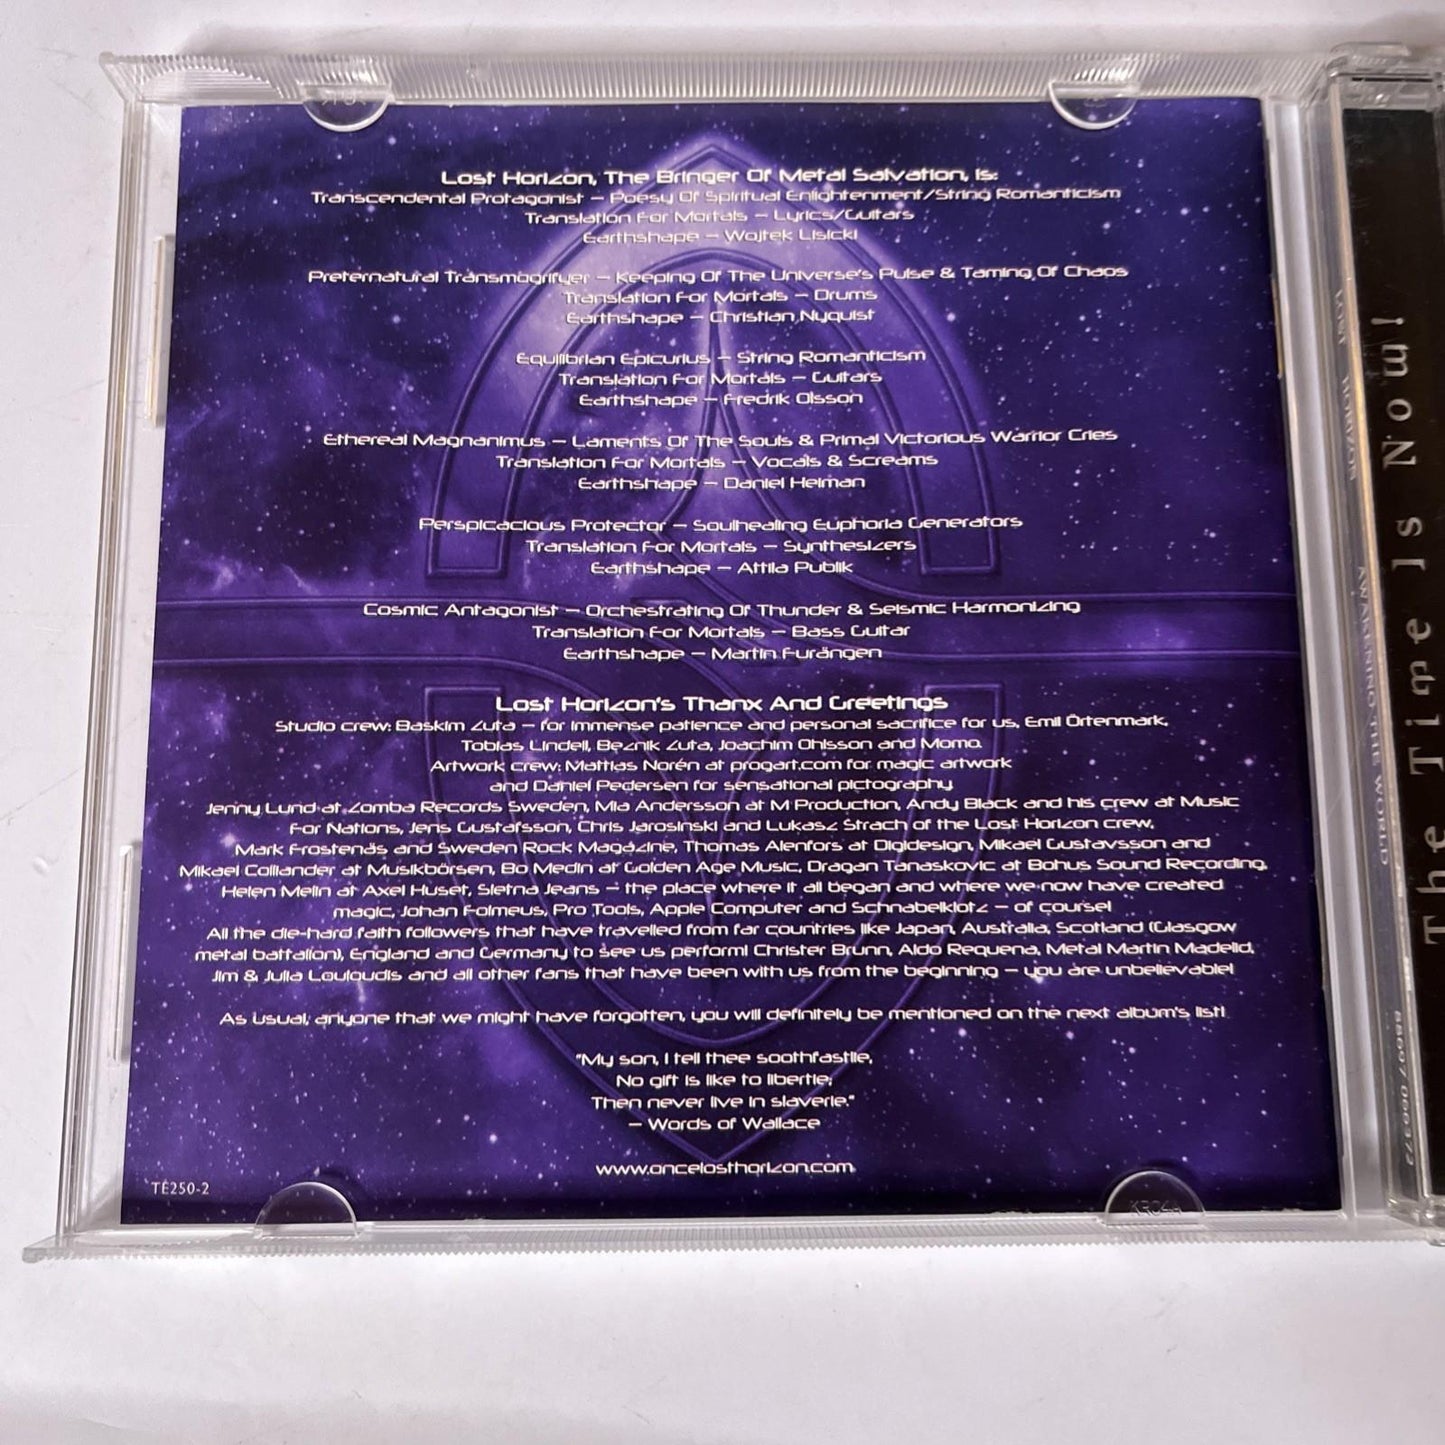 Lost Horizon, The Bringer Of Metal Salvation, Is:
Transcendental Protagonist – Poesy Of Spiritual Enlightenment/String Romanticism
Translation For Mortals – Lyrics/Guitars
Earthshape – Wojtek Lisicki
Preternatural Transmogrifyer – Keeping Of The Universe's Pulse & Taming Of Chaos
Translation For Mortals – Drums
Earthshape – Christian Nyquist
Equilibrian Epicurius – String Romanticism
Translation For Mortals – Guitars
Earthshape – Fredrik Olsson
Ethereal Magnanimus – Laments Of The Souls & Primal Victorious Warrior Cries
Translation For Mortals – Vocals & Screams
Earthshape – Daniel Heiman
Perspicacious Protector – Soulhealing Euphoria Generators
Translation For Mortals – Synthesizers
Earthshape – Attila Publik
Cosmic Antagonist – Orchestrating Of Thunder & Seismic Harmonizing
Translation For Mortals – Bass Guitar
Earthshape – Martin Furängen
Lost Horizon's Thanx And Greetings
Studio crew: Baskim Zuta – for immense patience and personal sacrifice for us, Emil Örtenmark,
Tobias Lindell, Beznik Zuta, Joachim Ohlsson and Momo.
Artwork crew: Mattias Norén at progart.com for magic artwork
and Daniel Pedersen for sensational pictography.
Jenny Lund at Zomba Records Sweden, Mia Andersson at M Production, Andy Black and his crew at Music
For Nations, Jens Gustafsson, Chris Jarosinski and Lukasz Strach of the Lost Horizon crew,
Mark Frostenäs and Sweden Rock Magazine, Thomas Alenfors at Digidesign, Mikael Gustavsson and
Mikael Colliander at Musikbörsen, Bo Medin at Golden Age Music, Dragan Tanaskovic at Bohus Sound Recording,
Helen Melin at Axel Huset, Sletna Jeans – the place where it all began and where we now have created
magic, Johan Folmeus, Pro Tools, Apple Computer and Schnabelklotz – of course!
All the die-hard faith followers that have travelled from far countries like Japan, Australia, Scotland (Glasgow
metal battalion), England and Germany to see us perform! Christer Brunn, Aldo Requena, Metal Martin Madelid,
Jim & Julia Louloudis and all other fans that have been with us from the beginning – you are unbelievable!
As usual, anyone that we might have forgotten, you will definitely be mentioned on the next album's list!
"My son, I tell thee soothfastlie,
No gift is like to libertie;
Then never live in slaverie."
– Words of Wallace
www.oncelosthorizon.com
TE250-2
KR04A
The Time Is Now!
LOST HORIZON AWAKENING THE WORLD